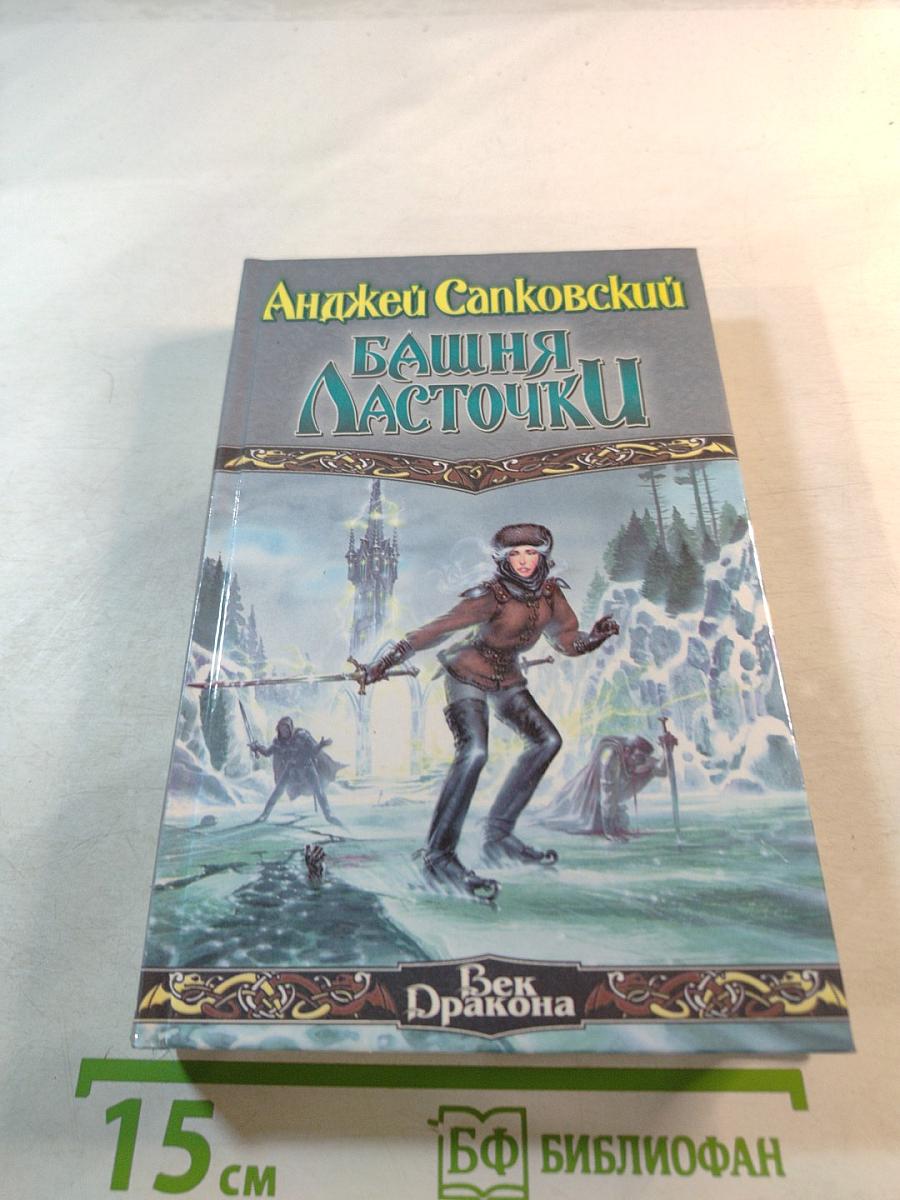 Анджей Сапковский
БАШНЯ
ЛАСТОЧКИ
Век
Дракона
15 см
БФ БИБЛИОФАН